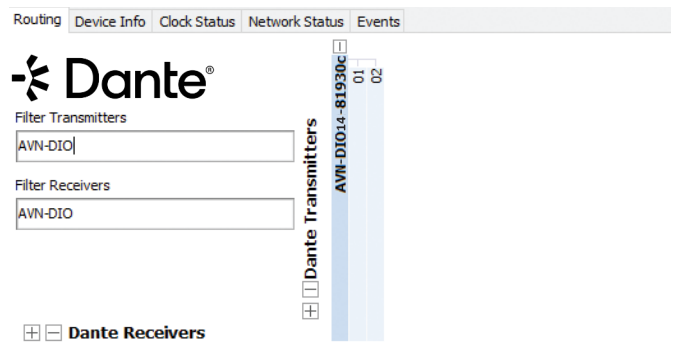 Routing Device Info Clock Status Network Status Events
Dante®
Filter Transmitters
AVN-DIO
Filter Receivers
AVN-DIO
Dante Transmitters
AVN-DIO14-81930c
01
02
Dante Receivers